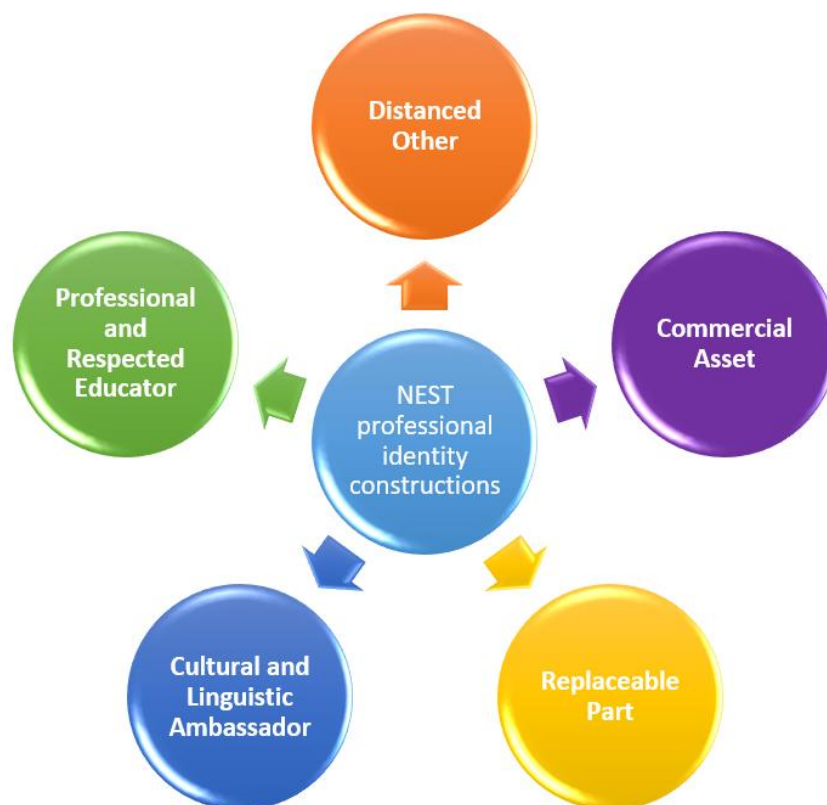 Distanced
Other
Professional
and
Respected
Educator
Commercial
Asset
NEST
professional
identity
constructions
Cultural and
Linguistic
Ambassador
Replaceable
Part